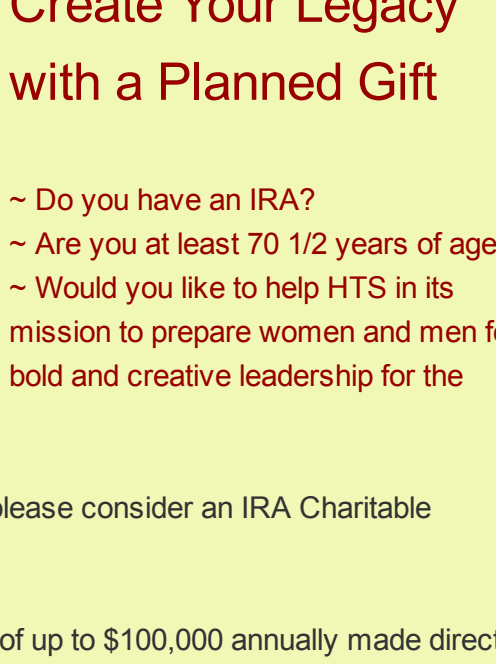 Create Your Legacy
with a Planned Gift
~ Do you have an IRA?
~ Are you at least 70 1/2 years of age
~ Would you like to help HTS in its
mission to prepare women and men fo
bold and creative leadership for the
please consider an IRA Charitable
of up to $100,000 annually made direct